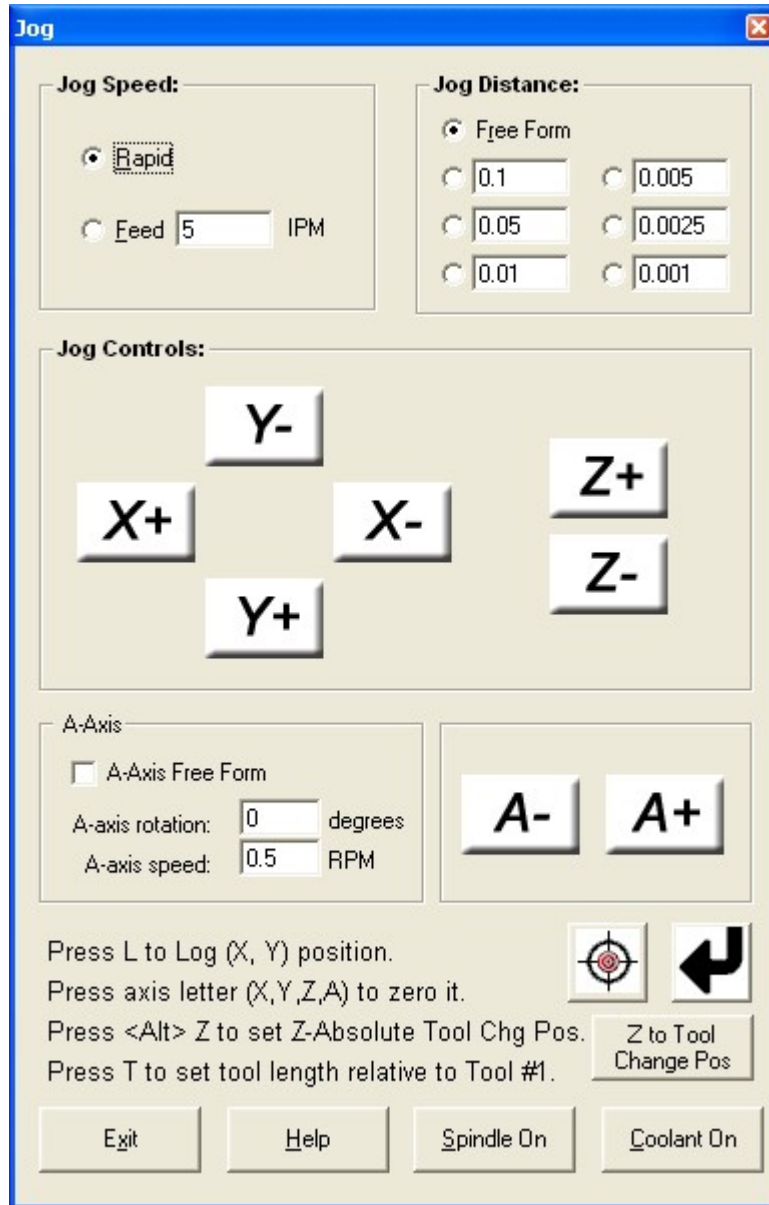 Jog
Jog Speed:
Rapid
Feed 5 IPM
Jog Distance:
Free Form
0.1 0.005
0.05 0.0025
0.01 0.001
Jog Controls:
Y-
X+ X-
Y+
Z+
Z-
A-Axis
A-Axis Free Form
A-axis rotation: 0 degrees
A-axis speed: 0.5 RPM
A- A+
Press L to Log (X, Y) position.
Press axis letter (X,Y,Z,A) to zero it.
Press <Alt> Z to set Z-Absolute Tool Chg Pos.
Press T to set tool length relative to Tool #1.
Z to Tool
Change Pos
Exit Help Spindle On Coolant On